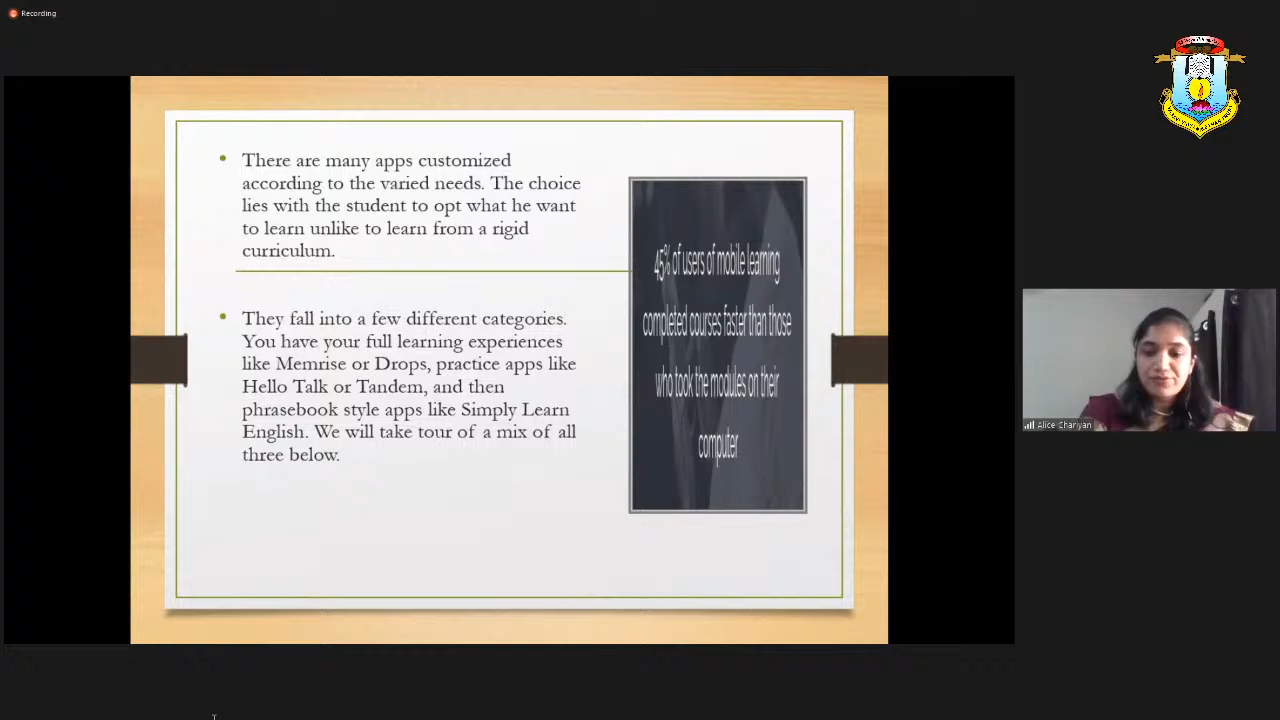 Recording
There are many apps customized
according to the varied needs. The choice
lies with the student to opt what he want
to learn unlike to learn from a rigid
curriculum.
They fall into a few different categories.
You have your full learning experiences
like Memrise or Drops, practice apps like
Hello Talk or Tandem, and then
phrasebook style apps like Simply Learn
English. We will take tour of a mix of all
three below.
45% of users of mobile learning
completed courses faster than those
who took the modules on their
computer
Alice Chariyan